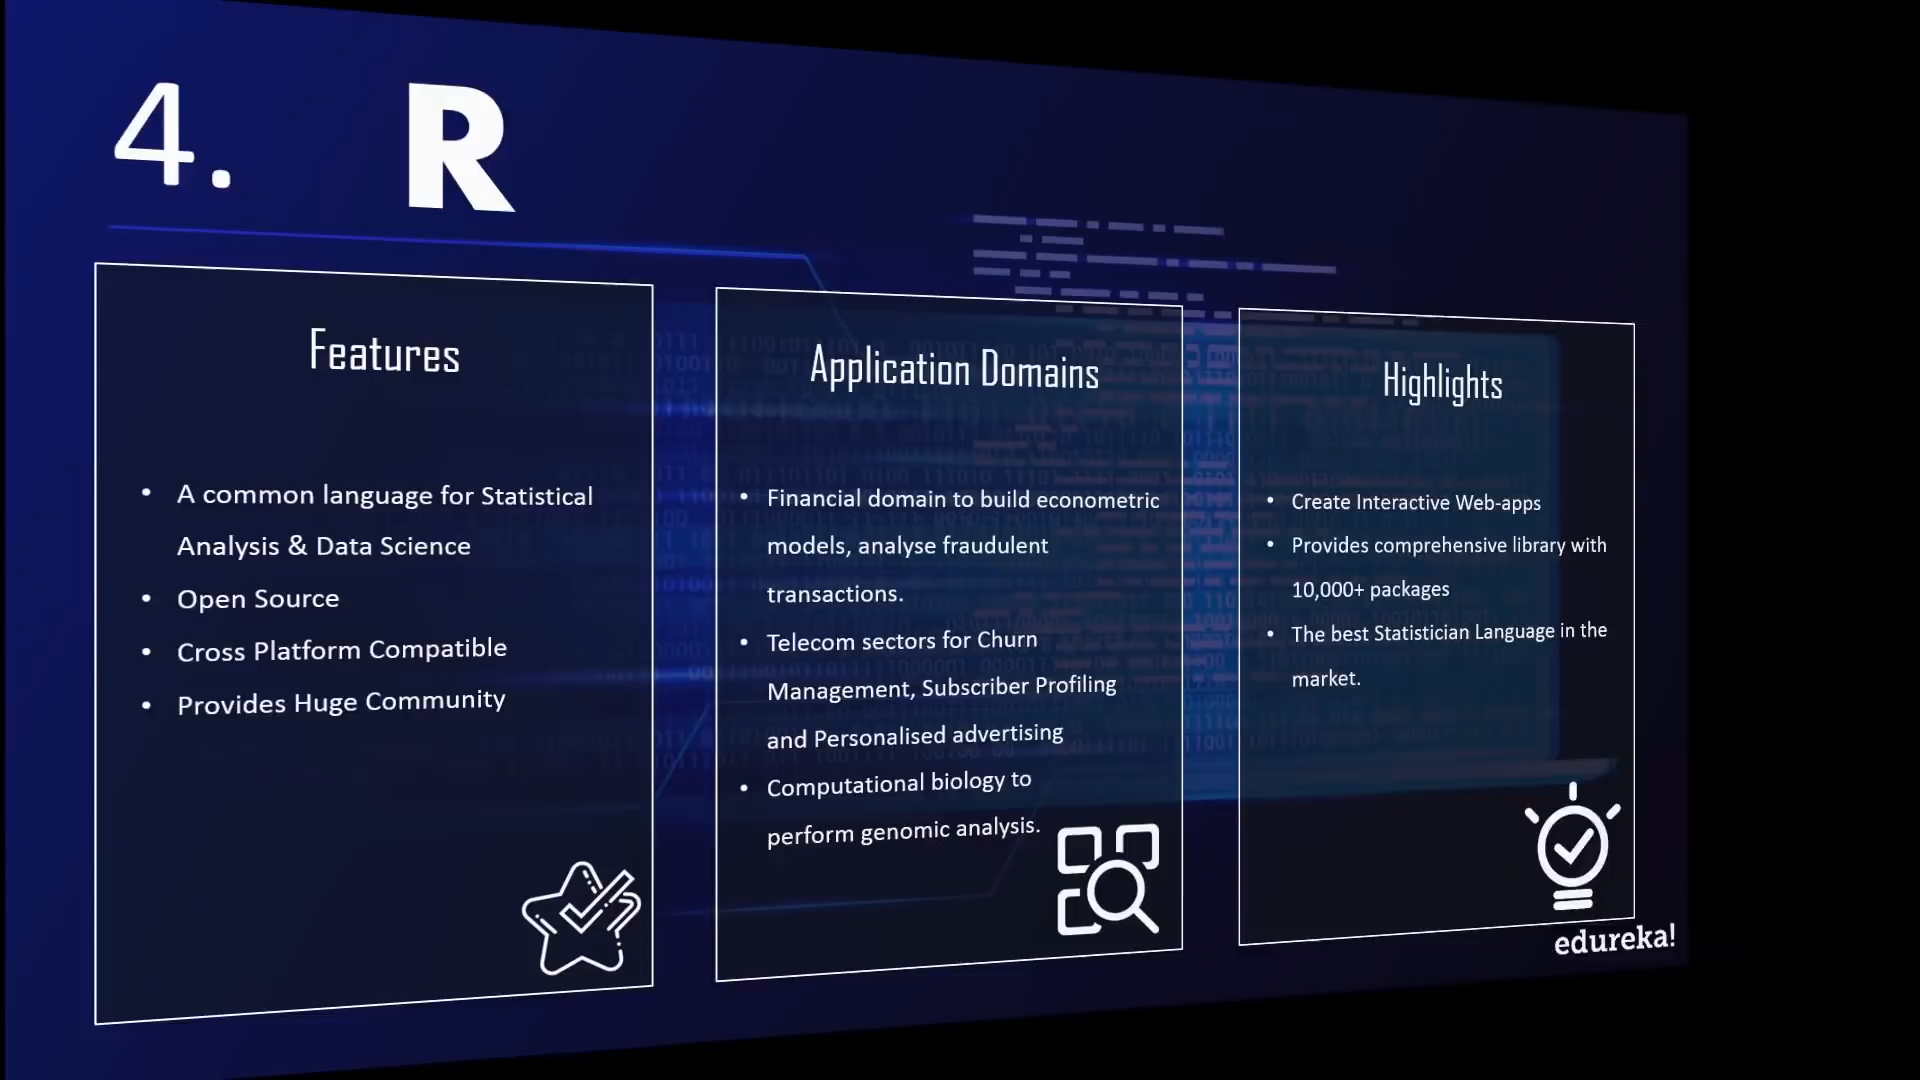 4. R
Features
• A common language for Statistical
Analysis & Data Science
• Open Source
• Cross Platform Compatible
• Provides Huge Community
Application Domains
• Financial domain to build econometric
models, analyse fraudulent
transactions.
• Telecom sectors for Churn
Management, Subscriber Profiling
and Personalised advertising
• Computational biology to
perform genomic analysis.
Highlights
• Create Interactive Web-apps
• Provides comprehensive library with
10,000+ packages
• The best Statistician Language in the
market.
edureka!